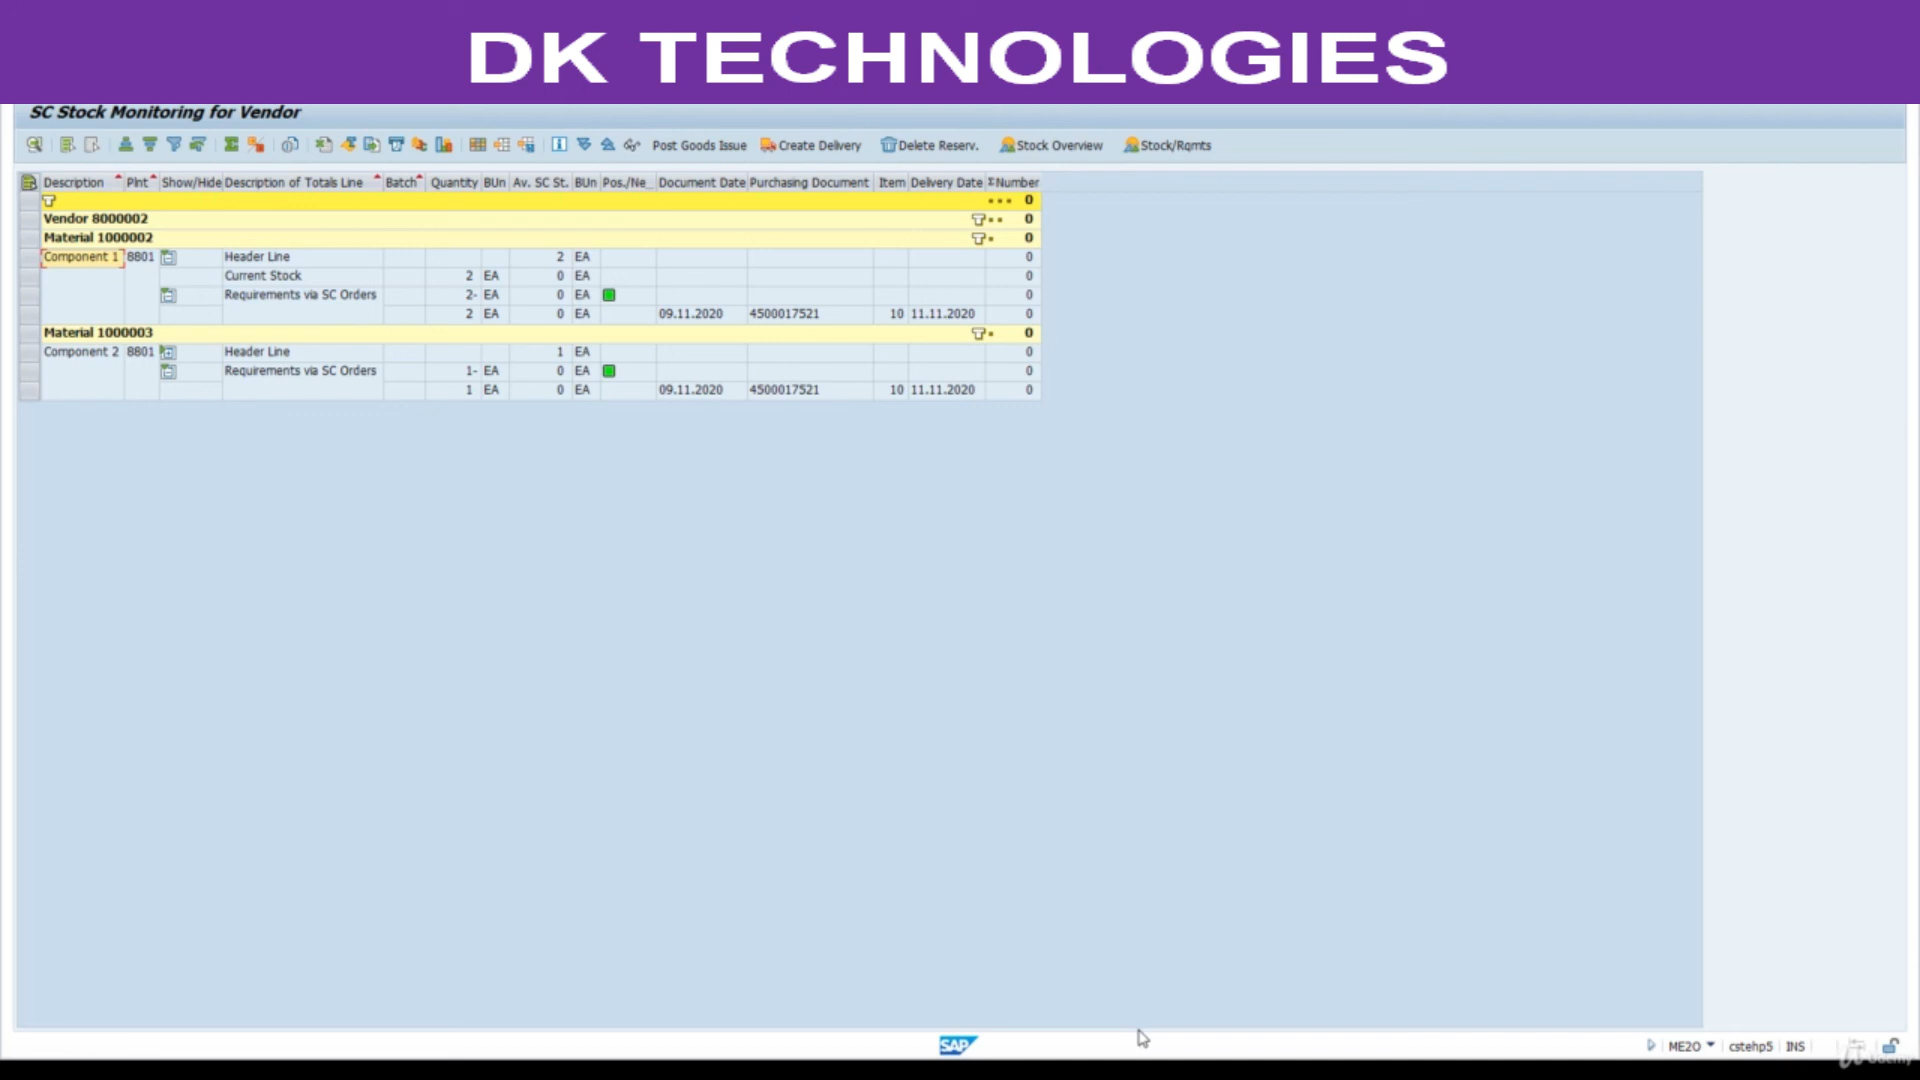 DK TECHNOLOGIES
SC Stock Monitoring for Vendor
Post Goods Issue Create Delivery Delete Reserv. Stock Overview Stock/Rqmts
Description Plnt Show/Hide Description of Totals Line Batch Quantity BUn Av. SC St. BUn Pos./Ne... Document Date Purchasing Document Item Delivery Date ΣNumber
0
Vendor 8000002 0
Material 1000002 0
Component 1 8801 Header Line 2 EA 0
Current Stock 2 EA 0 EA 0
Requirements via SC Orders 2- EA 0 EA 0
2 EA 0 EA 09.11.2020 4500017521 10 11.11.2020 0
Material 1000003 0
Component 2 8801 Header Line 1 EA 0
Requirements via SC Orders 1- EA 0 EA 0
1 EA 0 EA 09.11.2020 4500017521 10 11.11.2020 0
SAP
ME2O cstehp5 INS
Udemy